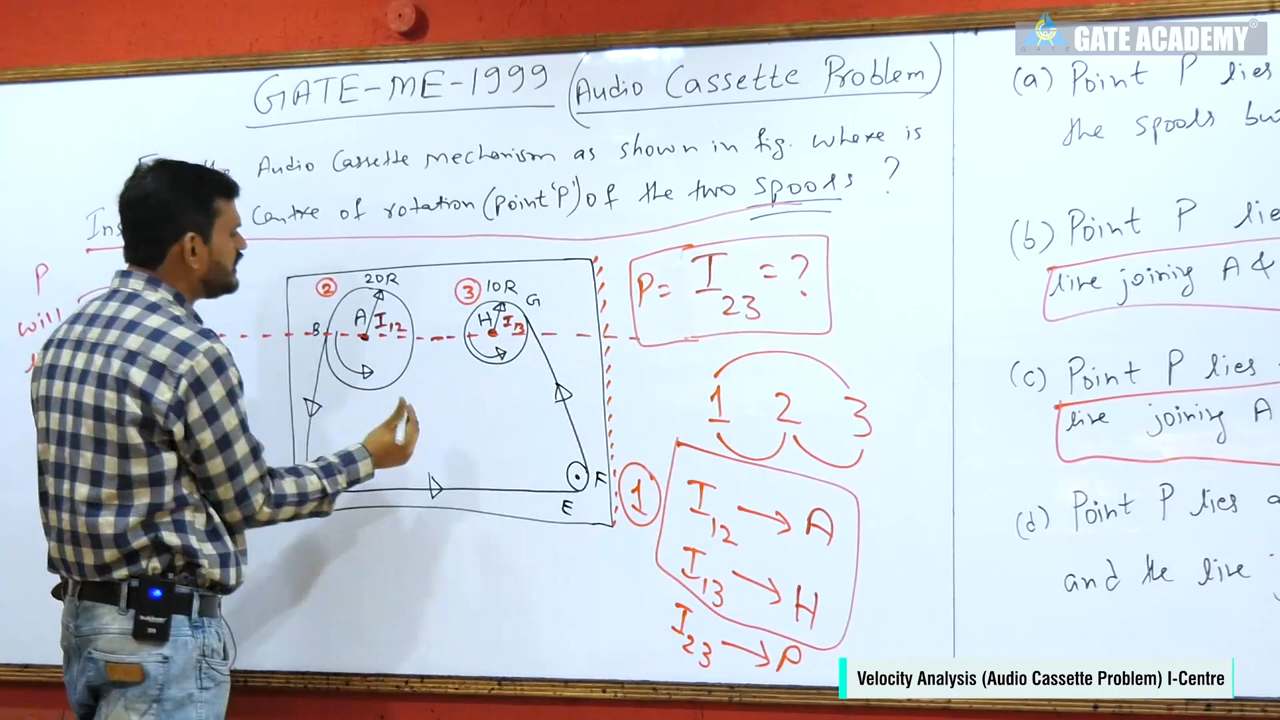 GATE ACADEMY®
GATE-ME-1999 (Audio Cassette Problem)
the Audio Cassette mechanism as shown in fig. where is
Centre of rotation (point 'P') of the two spools ?
P
will
2
20R
A
I12
B
3
10R
H
I13
G
F
E
P = I23 = ?
1 2 3
1
I12 → A
I13 → H
I23 → P
(a) Point P lies
the spools
(b) Point P
line joining A &
(c) Point P lies
line joining A
(d) Point P lies
and the line
Velocity Analysis (Audio Cassette Problem) I-Centre